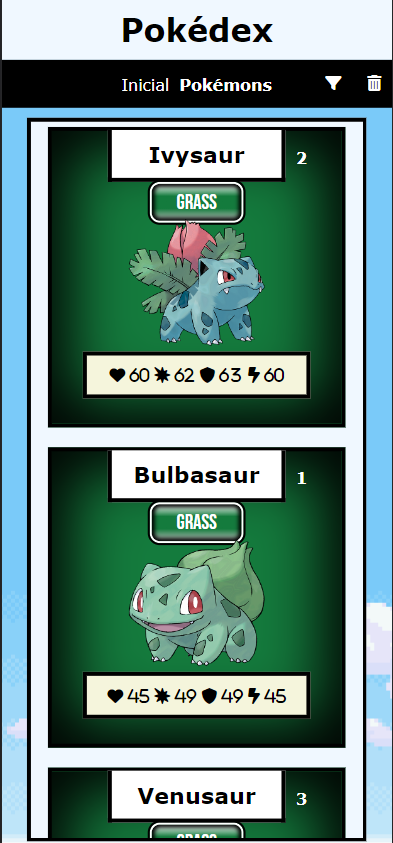 Pokédex
Inicial Pokémons
Ivysaur 2
GRASS
60 62 63 60
Bulbasaur 1
GRASS
45 49 49 45
Venusaur 3
GRASS